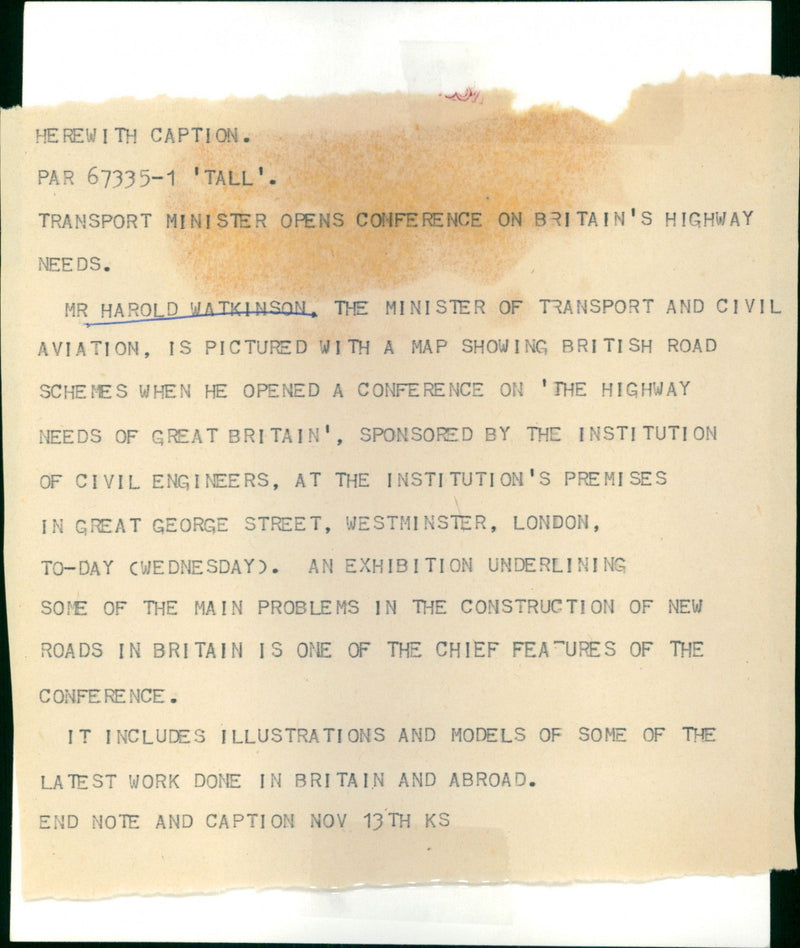 HEREWITH CAPTION.
PAR 67335-1 'TALL'.
TRANSPORT MINISTER OPENS CONFERENCE ON BRITAIN'S HIGHWAY
NEEDS.
MR HAROLD WATKINSON, THE MINISTER OF TRANSPORT AND CIVIL
AVIATION, IS PICTURED WITH A MAP SHOWING BRITISH ROAD
SCHEMES WHEN HE OPENED A CONFERENCE ON 'THE HIGHWAY
NEEDS OF GREAT BRITAIN', SPONSORED BY THE INSTITUTION
OF CIVIL ENGINEERS, AT THE INSTITUTION'S PREMISES
IN GREAT GEORGE STREET, WESTMINSTER, LONDON,
TO-DAY (WEDNESDAY). AN EXHIBITION UNDERLINING
SOME OF THE MAIN PROBLEMS IN THE CONSTRUCTION OF NEW
ROADS IN BRITAIN IS ONE OF THE CHIEF FEATURES OF THE
CONFERENCE.
IT INCLUDES ILLUSTRATIONS AND MODELS OF SOME OF THE
LATEST WORK DONE IN BRITAIN AND ABROAD.
END NOTE AND CAPTION NOV 13TH KS